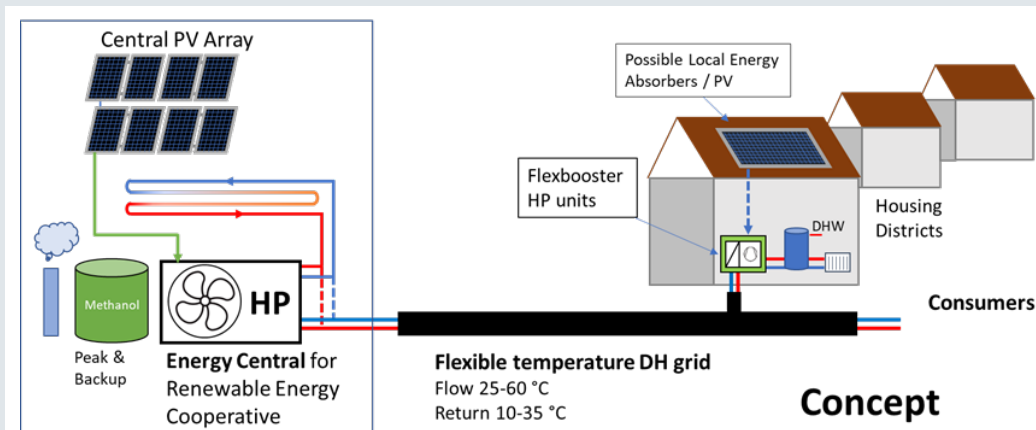 Central PV Array
Possible Local Energy
Absorbers / PV
Flexbooster
HP units
DHW
Housing
Districts
Methanol
HP
Peak &
Backup
Energy Central for
Renewable Energy
Cooperative
Consumers
Flexible temperature DH grid
Flow 25-60 °C
Return 10-35 °C
Concept